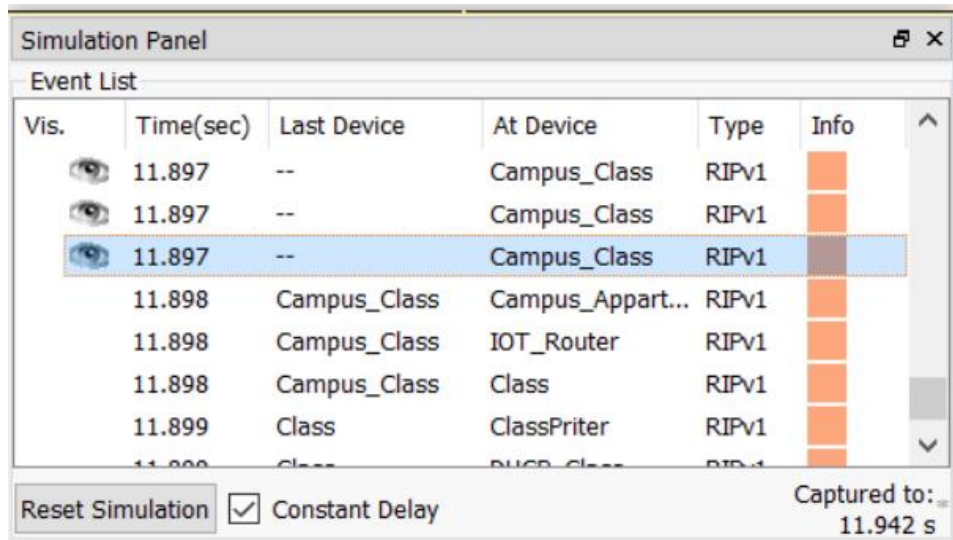 Simulation Panel
Event List
Vis. Time(sec) Last Device At Device Type Info
11.897 -- Campus_Class RIPv1
11.897 -- Campus_Class RIPv1
11.897 -- Campus_Class RIPv1
11.898 Campus_Class Campus_Appart... RIPv1
11.898 Campus_Class IOT_Router RIPv1
11.898 Campus_Class Class RIPv1
11.899 Class ClassPriter RIPv1
Reset Simulation Constant Delay Captured to:
11.942 s